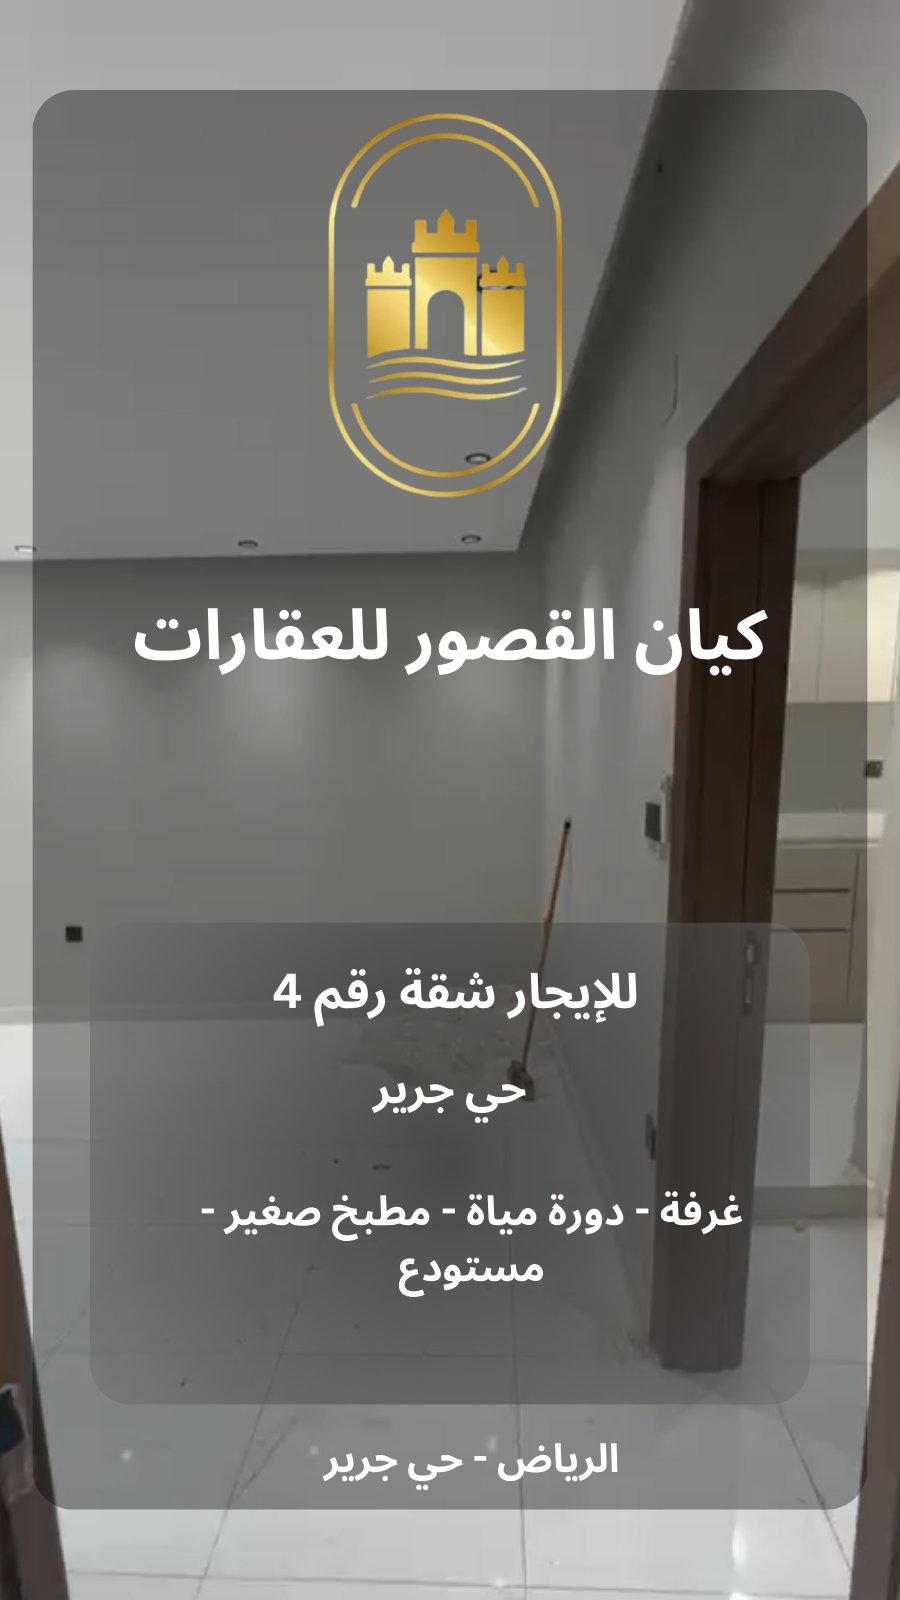 كيان القصور للعقارات
للإيجار شقة رقم 4
حي جرير
غرفة - دورة مياة - مطبخ صغير -
مستودع
الرياض - حي جرير